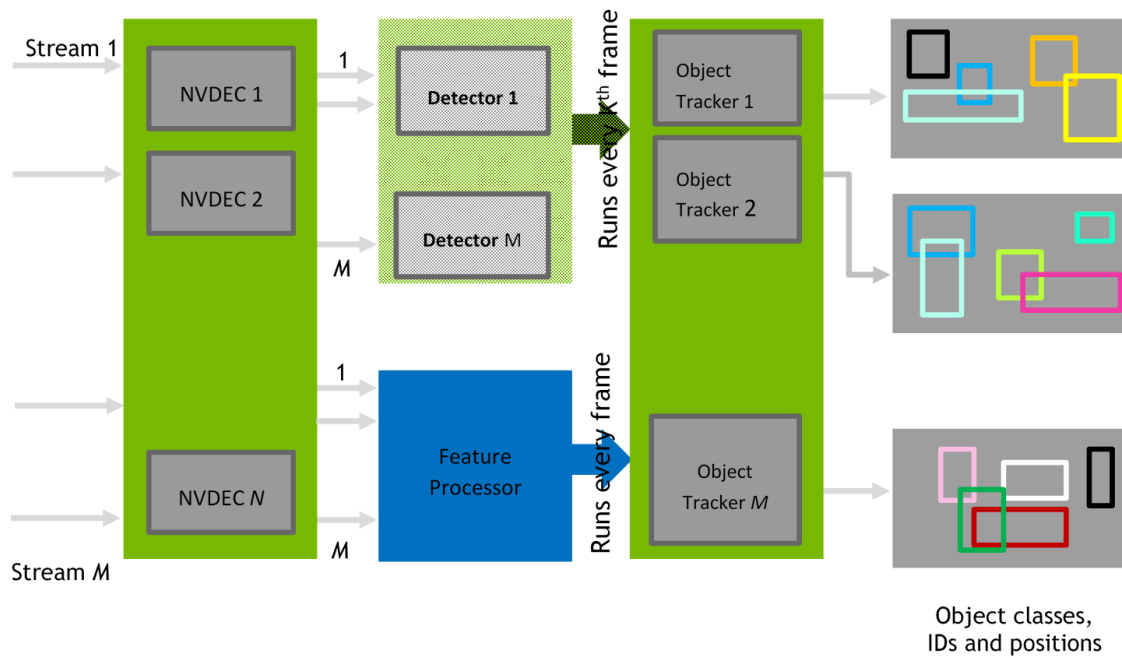 Stream 1
NVDEC 1
NVDEC 2
NVDEC N
Stream M
1
Detector 1
Detector M
M
1
Feature
Processor
M
Runs every Kth frame
Runs every frame
Object
Tracker 1
Object
Tracker 2
Object
Tracker M
Object classes,
IDs and positions